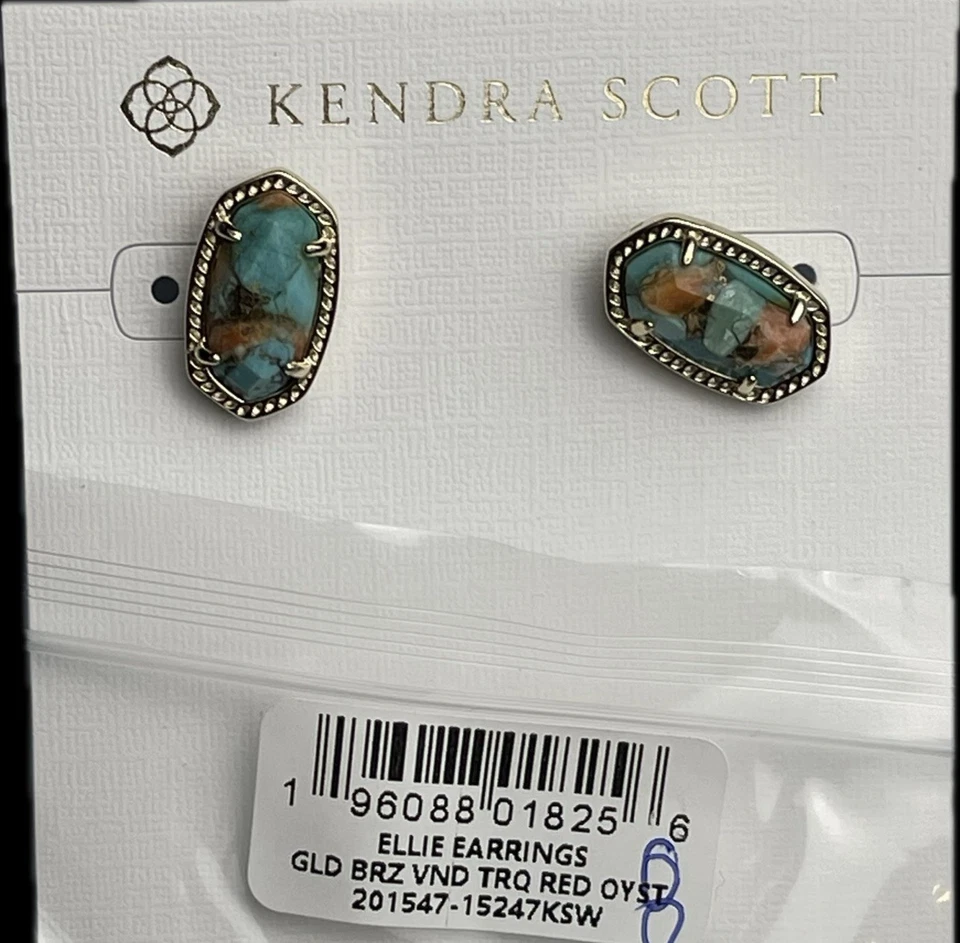 KENDRA SCOTT
1 96088 01825 6
ELLIE EARRINGS
GLD BRZ VND TRQ RED OYST
201547-15247KSW